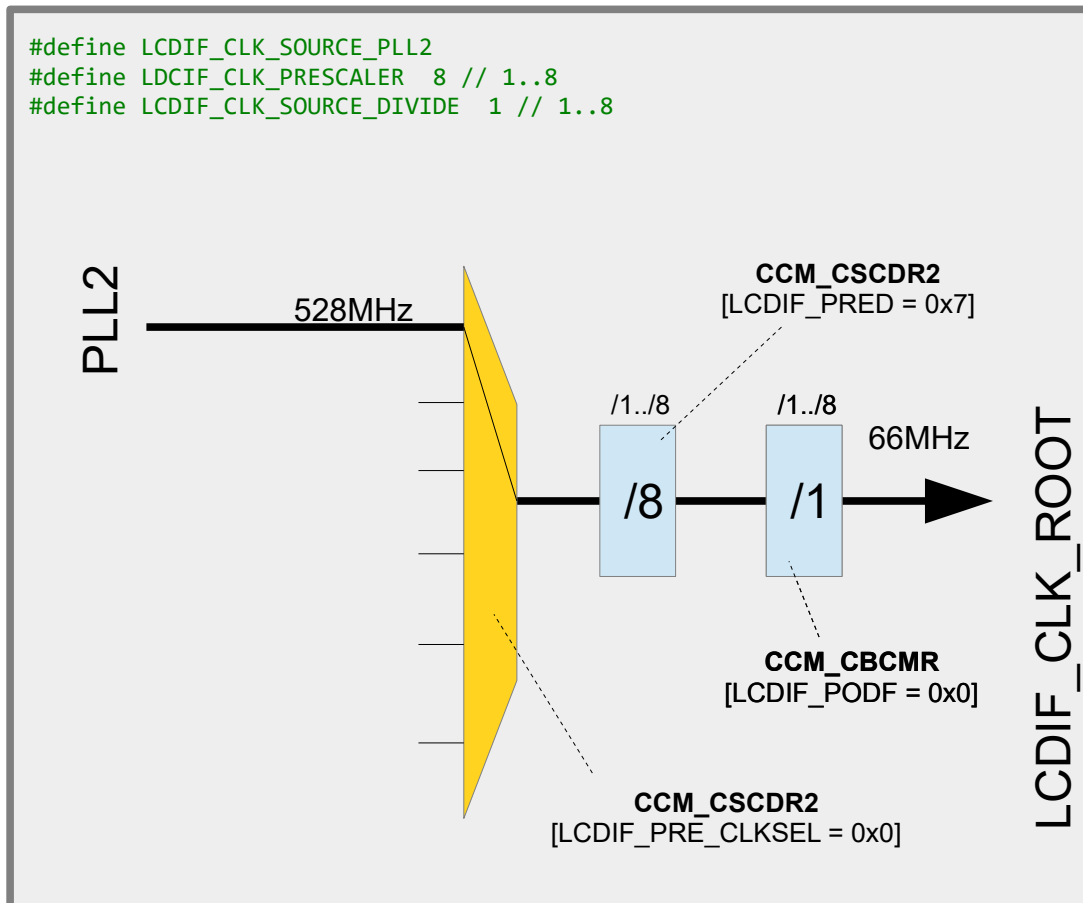 #define LCDIF_CLK_SOURCE_PLL2
#define LDCIF_CLK_PRESCALER  8 // 1..8
#define LCDIF_CLK_SOURCE_DIVIDE  1 // 1..8
PLL2
528MHz
CCM_CSCDR2
[LCDIF_PRED = 0x7]
/1../8
/1../8
66MHz
/8
/1
LCDIF_CLK_ROOT
CCM_CBCMR
[LCDIF_PODF = 0x0]
CCM_CSCDR2
[LCDIF_PRE_CLKSEL = 0x0]